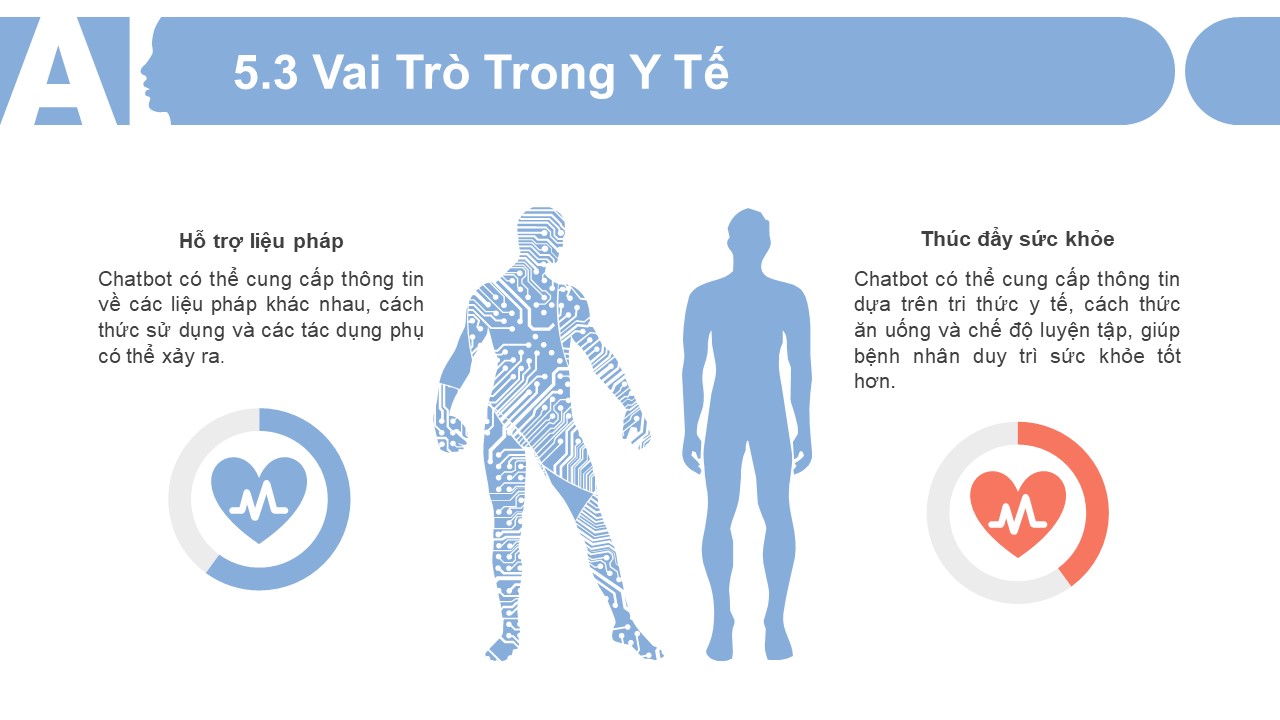 AI
5.3 Vai Trò Trong Y Tế
Hỗ trợ liệu pháp
Chatbot có thể cung cấp thông tin
về các liệu pháp khác nhau, cách
thức sử dụng và các tác dụng phụ
có thể xảy ra.
Thúc đẩy sức khỏe
Chatbot có thể cung cấp thông tin
dựa trên tri thức y tế, cách thức
ăn uống và chế độ luyện tập, giúp
bệnh nhân duy trì sức khỏe tốt
hơn.